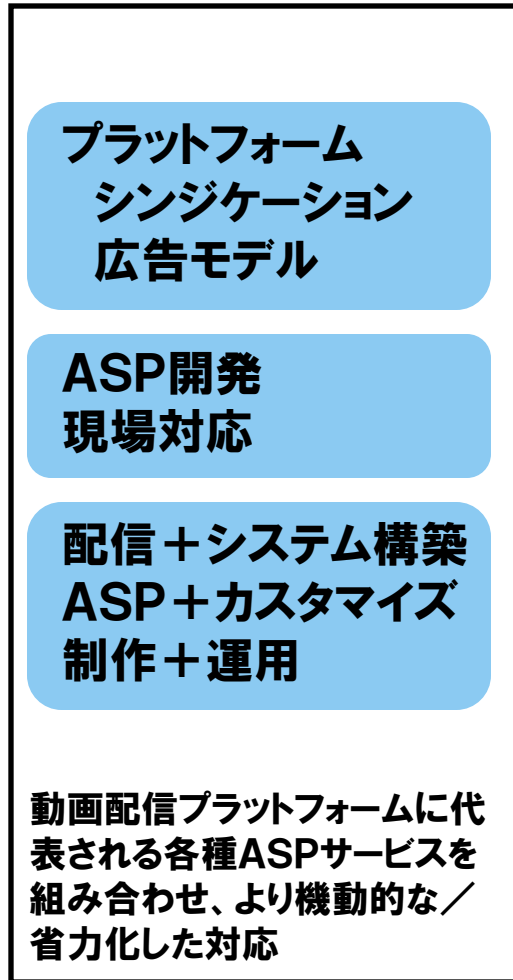 プラットフォーム
シンジケーション
広告モデル
ASP開発
現場対応
配信＋システム構築
ASP＋カスタマイズ
制作＋運用
動画配信プラットフォームに代
表される各種ASPサービスを
組み合わせ、より機動的な／
省力化した対応